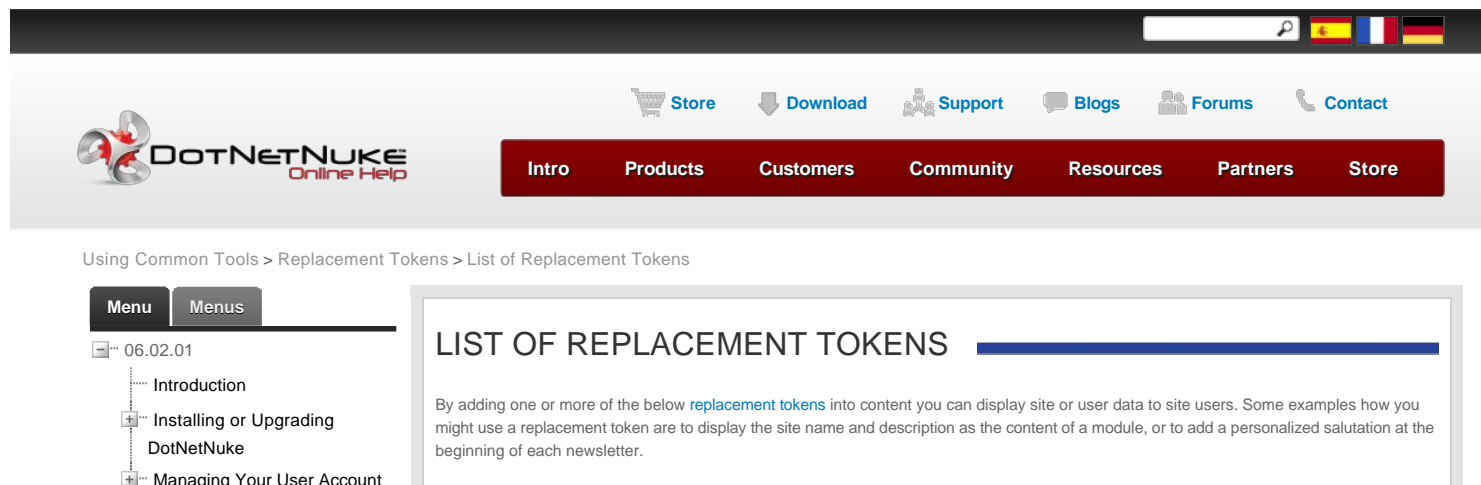 Store Download Support Blogs Forums Contact
DotNetNuke
Online Help
Intro Products Customers Community Resources Partners Store
Using Common Tools > Replacement Tokens > List of Replacement Tokens
Menu Menus
06.02.01
Introduction
Installing or Upgrading
DotNetNuke
Managing Your User Account
LIST OF REPLACEMENT TOKENS
By adding one or more of the below replacement tokens into content you can display site or user data to site users. Some examples how you
might use a replacement token are to display the site name and description as the content of a module, or to add a personalized salutation at the
beginning of each newsletter.